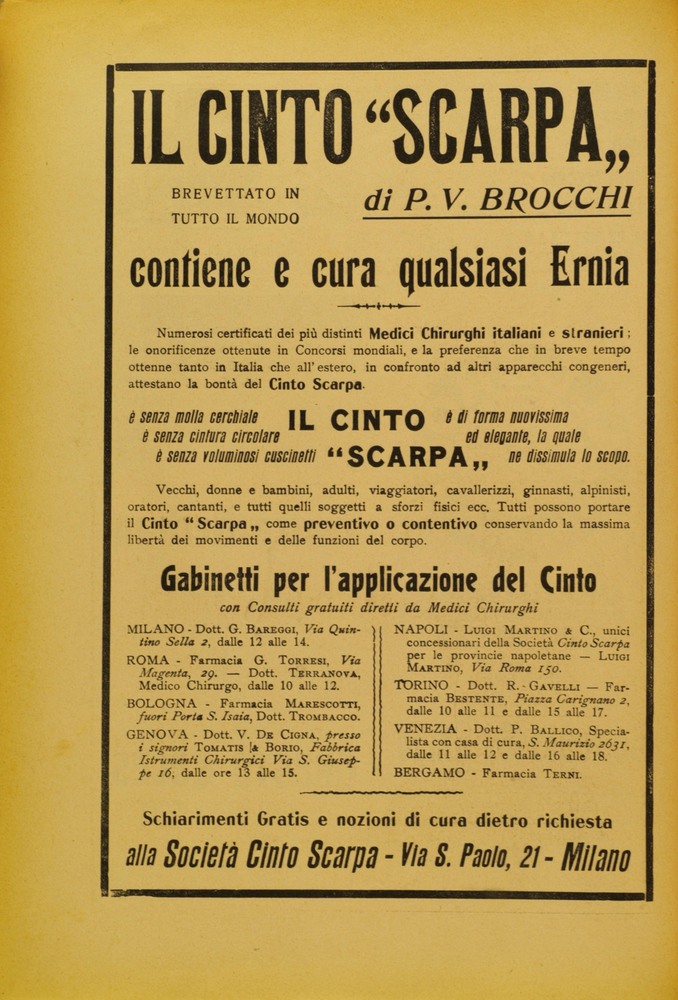 IL CINTO “SCARPA„
BREVETTATO IN
TUTTO IL MONDO
di P. V. BROCCHI
contiene e cura qualsiasi Ernia
Numerosi certificati dei più distinti Medici Chirurghi italiani e stranieri;
le onorificenze ottenute in Concorsi mondiali, e la preferenza che in breve tempo
ottenne tanto in Italia che all'estero, in confronto ad altri apparecchi congeneri,
attestano la bontà del Cinto Scarpa.
è senza molla cerchiale
è senza cintura circolare
è senza voluminosi cuscinetti
IL CINTO
“SCARPA„
è di forma nuovissima
ed elegante, la quale
ne dissimula lo scopo.
Vecchi, donne e bambini, adulti, viaggiatori, cavallerizzi, ginnasti, alpinisti,
oratori, cantanti, e tutti quelli soggetti a sforzi fisici ecc. Tutti possono portare
il Cinto “Scarpa„ come preventivo o contentivo conservando la massima
libertà dei movimenti e delle funzioni del corpo.
Gabinetti per l'applicazione del Cinto
con Consulti gratuiti diretti da Medici Chirurghi
MILANO - Dott. G. BAREGGI, Via Quin-
tino Sella 2, dalle 12 alle 14.
ROMA - Farmacia G. TORRESI, Via
Magenta, 29. — Dott. TERRANOVA,
Medico Chirurgo, dalle 10 alle 12.
BOLOGNA - Farmacia MARESCOTTI,
fuori Porta S. Isaia, Dott. TROMBACCO.
GENOVA - Dott. V. DE CIGNA, presso
i signori TOMATIS & BORIO, Fabbrica
Istrumenti Chirurgici Via S. Giusep-
pe 16, dalle ore 13 alle 15.
NAPOLI - LUIGI MARTINO & C., unici
concessionari della Società Cinto Scarpa
per le provincie napoletane — LUIGI
MARTINO, Via Roma 150.
TORINO - Dott. R. GAVELLI — Far-
macia BESTENTE, Piazza Carignano 2,
dalle 10 alle 11 e dalle 15 alle 17.
VENEZIA - Dott. P. BALLICO, Specia-
lista con casa di cura, S. Maurizio 2631,
dalle 11 alle 12 e dalle 16 alle 18.
BERGAMO - Farmacia TERNI.
Schiarimenti Gratis e nozioni di cura dietro richiesta
alla Società Cinto Scarpa - Via S. Paolo, 21 - Milano